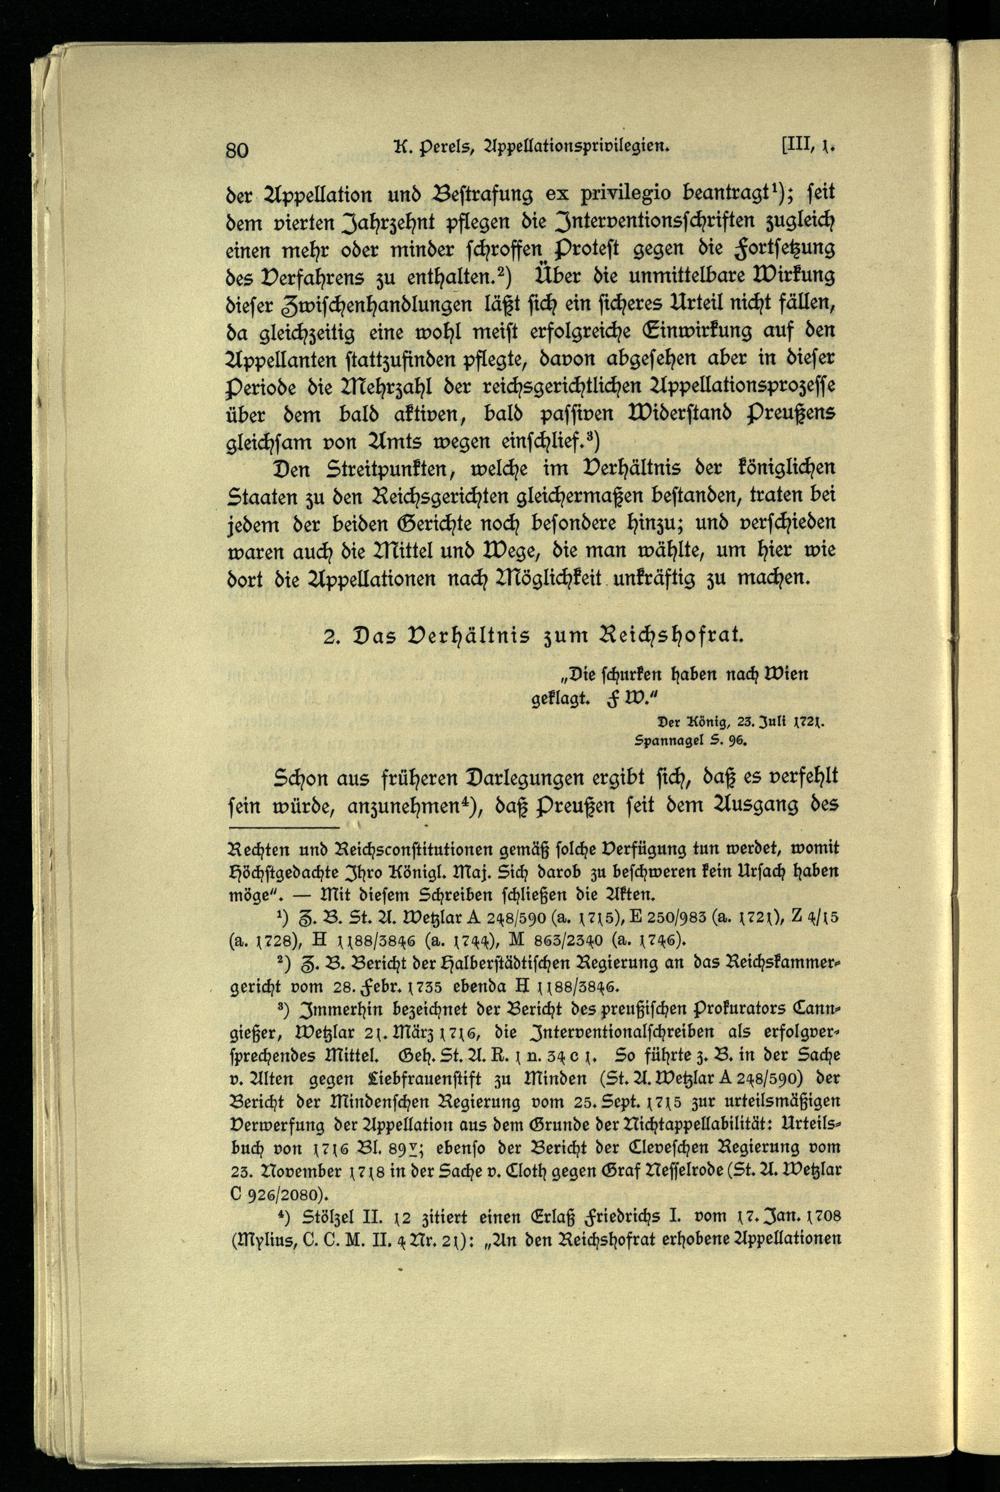 80 K. Perels, Appellationsprivilegien. [III, 1.
der Appellation und Bestrafung ex privilegio beantragt¹); seit
dem vierten Jahrzehnt pflegen die Interventionsschriften zugleich
einen mehr oder minder schroffen Protest gegen die Fortsetzung
des Verfahrens zu enthalten.²) Über die unmittelbare Wirkung
dieser Zwischenhandlungen läßt sich ein sicheres Urteil nicht fällen,
da gleichzeitig eine wohl meist erfolgreiche Einwirkung auf den
Appellanten stattzufinden pflegte, davon abgesehen aber in dieser
Periode die Mehrzahl der reichsgerichtlichen Appellationsprozesse
über dem bald aktiven, bald passiven Widerstand Preußens
gleichsam von Amts wegen einschlief.³)
Den Streitpunkten, welche im Verhältnis der königlichen
Staaten zu den Reichsgerichten gleichermaßen bestanden, traten bei
jedem der beiden Gerichte noch besondere hinzu; und verschieden
waren auch die Mittel und Wege, die man wählte, um hier wie
dort die Appellationen nach Möglichkeit unkräftig zu machen.
2. Das Verhältnis zum Reichshofrat.
„Die schurken haben nach Wien
geklagt. F W.“
Der König, 23. Juli 1721.
Spannagel S. 96.
Schon aus früheren Darlegungen ergibt sich, daß es verfehlt
sein würde, anzunehmen⁴), daß Preußen seit dem Ausgang des
Rechten und Reichsconstitutionen gemäß solche Verfügung tun werdet, womit
Höchstgedachte Ihro Königl. Maj. Sich darob zu beschweren kein Ursach haben
möge“. — Mit diesem Schreiben schließen die Akten.
¹) Z. B. St. A. Wetzlar A 248/590 (a. 1715), E 250/983 (a. 1721), Z 4/15
(a. 1728), H 1188/3846 (a. 1744), M 863/2340 (a. 1746).
²) Z. B. Bericht der Halberstädtischen Regierung an das Reichskammer-
gericht vom 28. Febr. 1735 ebenda H 1188/3846.
³) Immerhin bezeichnet der Bericht des preußischen Prokurators Cann-
gießer, Wetzlar 21. März 1716, die Interventionalschreiben als erfolgver-
sprechendes Mittel. Geh. St. A. R. 1 n. 34 c 1. So führte z. B. in der Sache
v. Alten gegen Liebfrauenstift zu Minden (St. A. Wetzlar A 248/590) der
Bericht der Mindenschen Regierung vom 25. Sept. 1715 zur urteilsmäßigen
Verwerfung der Appellation aus dem Grunde der Nichtappellabilität: Urteils-
buch von 1716 Bl. 89v; ebenso der Bericht der Cleveschen Regierung vom
23. November 1718 in der Sache v. Cloth gegen Graf Nesselrode (St. A. Wetzlar
C 926/2080).
⁴) Stölzel II. 12 zitiert einen Erlaß Friedrichs I. vom 17. Jan. 1708
(Mylius, C. C. M. II. 4 Nr. 21): „An den Reichshofrat erhobene Appellationen